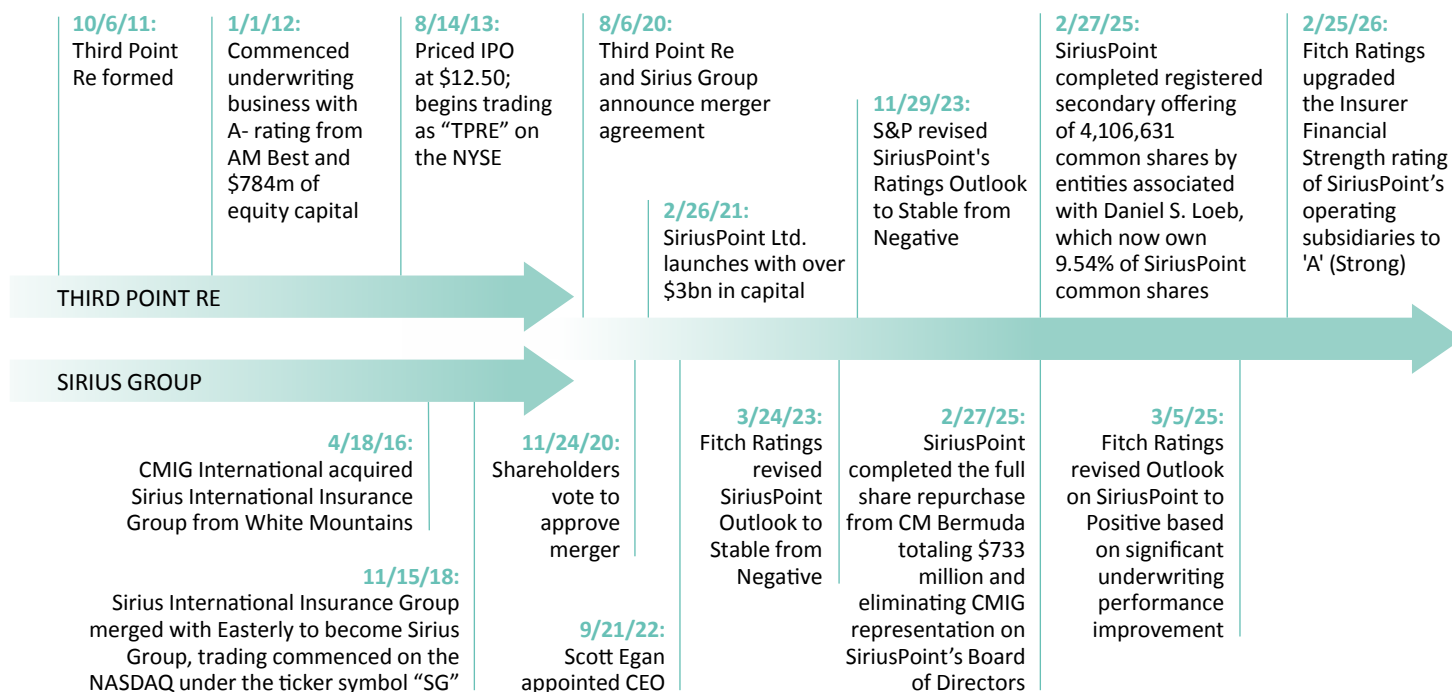 10/6/11:
Third Point
Re formed
1/1/12:
Commenced
underwriting
business with
A- rating from
AM Best and
$784m of
equity capital
8/14/13:
Priced IPO
at $12.50;
begins trading
as “TPRE” on
the NYSE
8/6/20:
Third Point Re
and Sirius Group
announce merger
agreement
2/26/21:
SiriusPoint Ltd.
launches with over
$3bn in capital
11/29/23:
S&P revised
SiriusPoint's
Ratings Outlook
to Stable from
Negative
2/27/25:
SiriusPoint
completed registered
secondary offering
of 4,106,631
common shares by
entities associated
with Daniel S. Loeb,
which now own
9.54% of SiriusPoint
common shares
2/25/26:
Fitch Ratings
upgraded
the Insurer
Financial
Strength rating
of SiriusPoint’s
operating
subsidiaries to
'A' (Strong)
THIRD POINT RE
SIRIUS GROUP
4/18/16:
CMIG International acquired
Sirius International Insurance
Group from White Mountains
11/15/18:
Sirius International Insurance Group
merged with Easterly to become Sirius
Group, trading commenced on the
NASDAQ under the ticker symbol “SG”
11/24/20:
Shareholders
vote to
approve
merger
9/21/22:
Scott Egan
appointed CEO
3/24/23:
Fitch Ratings
revised
SiriusPoint
Outlook to
Stable from
Negative
2/27/25:
SiriusPoint
completed the full
share repurchase
from CM Bermuda
totaling $733
million and
eliminating CMIG
representation on
SiriusPoint’s Board
of Directors
3/5/25:
Fitch Ratings
revised Outlook
on SiriusPoint to
Positive based
on significant
underwriting
performance
improvement